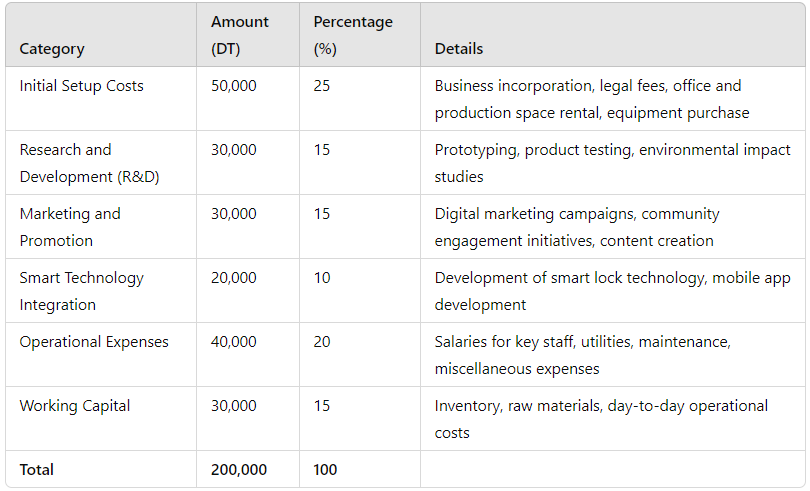 Category Amount (DT) Percentage (%) Details
Initial Setup Costs 50,000 25 Business incorporation, legal fees, office and
production space rental, equipment purchase
Research and 30,000 15 Prototyping, product testing, environmental impact
Development (R&D) studies
Marketing and 30,000 15 Digital marketing campaigns, community
Promotion engagement initiatives, content creation
Smart Technology 20,000 10 Development of smart lock technology, mobile app
Integration development
Operational Expenses 40,000 20 Salaries for key staff, utilities, maintenance,
miscellaneous expenses
Working Capital 30,000 15 Inventory, raw materials, day-to-day operational
costs
Total 200,000 100